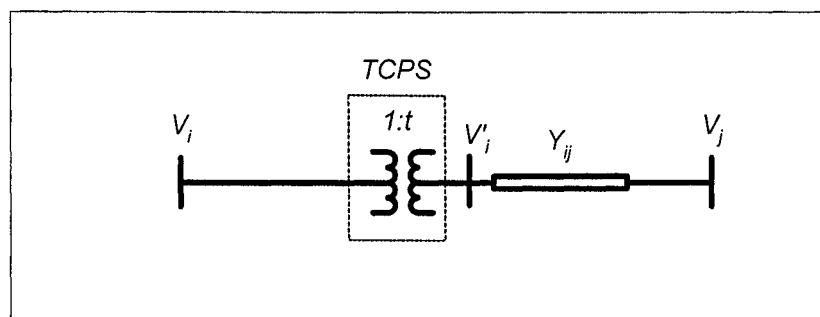 TCPS
1:t
V_i
V'_i
Y_ij
V_j